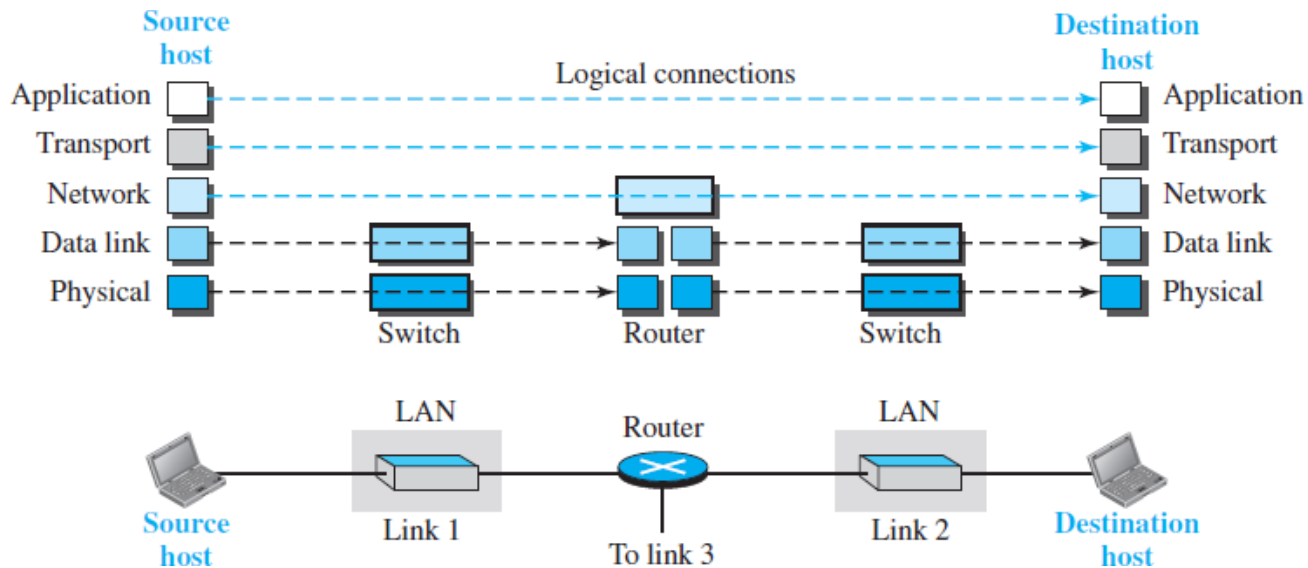 Source
host
Destination
host
Logical connections
Application
Application
Transport
Transport
Network
Network
Data link
Data link
Physical
Physical
Switch
Router
Switch
LAN
Router
LAN
Source
host
Link 1
To link 3
Link 2
Destination
host